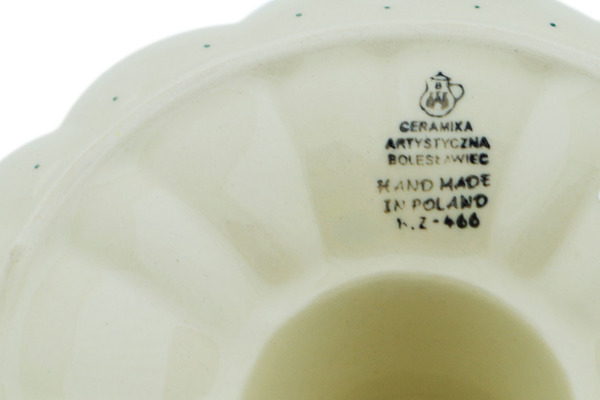 CERAMIKA
ARTYSTYCZNA
BOLESŁAWIEC
HAND MADE
IN POLAND